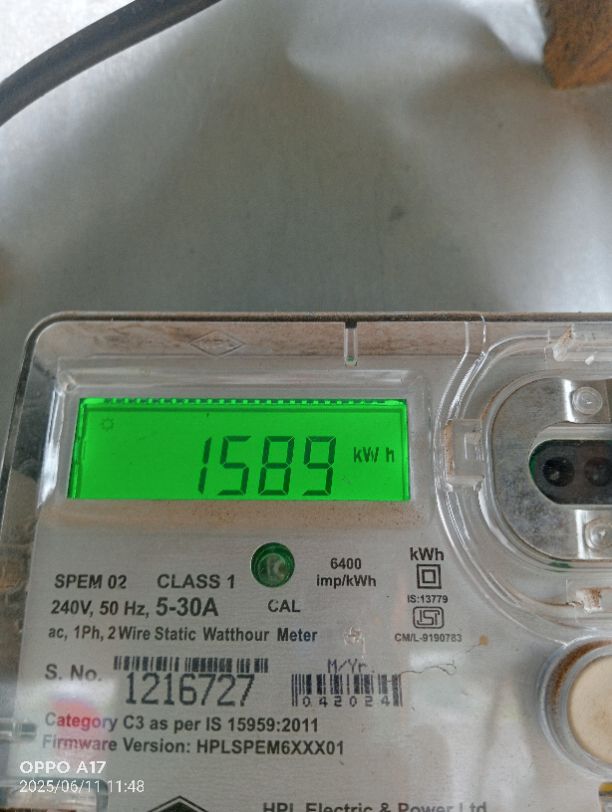 1589 kWh
SPEM 02 CLASS 1
6400
imp/kWh
kWh
240V, 50 Hz, 5-30A
CAL
IS:13779
ISI
ac, 1Ph, 2 Wire Static Watthour Meter
CM/L-9190783
S. No.
1216727
M/Yr.
042024
Category C3 as per IS 15959:2011
Firmware Version: HPLSPEM6XXX01
HPL Electric & Power Ltd
OPPO A17
2025/06/11 11:48